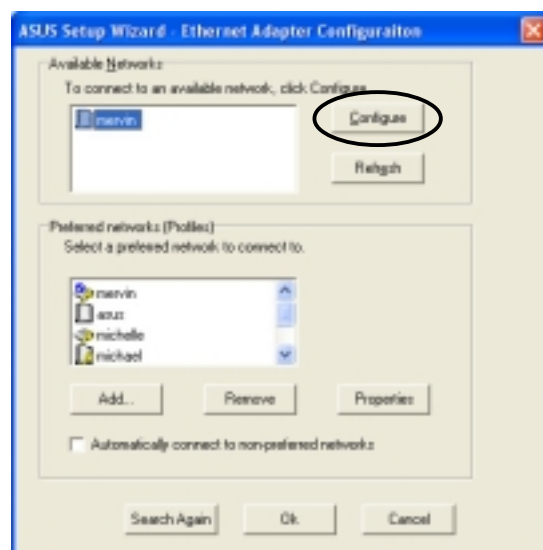 ASUS Setup Wizard - Ethernet Adapter Configuraiton
Available Networks
To connect to an available network, click Configure
mervin
Configure
Refresh
Preferred networks (Profiles)
Select a preferred network to connect to.
mervin
asus
michelle
michael
Add...
Remove
Properties
Automatically connect to non-preferred networks
Search Again
Ok
Cancel